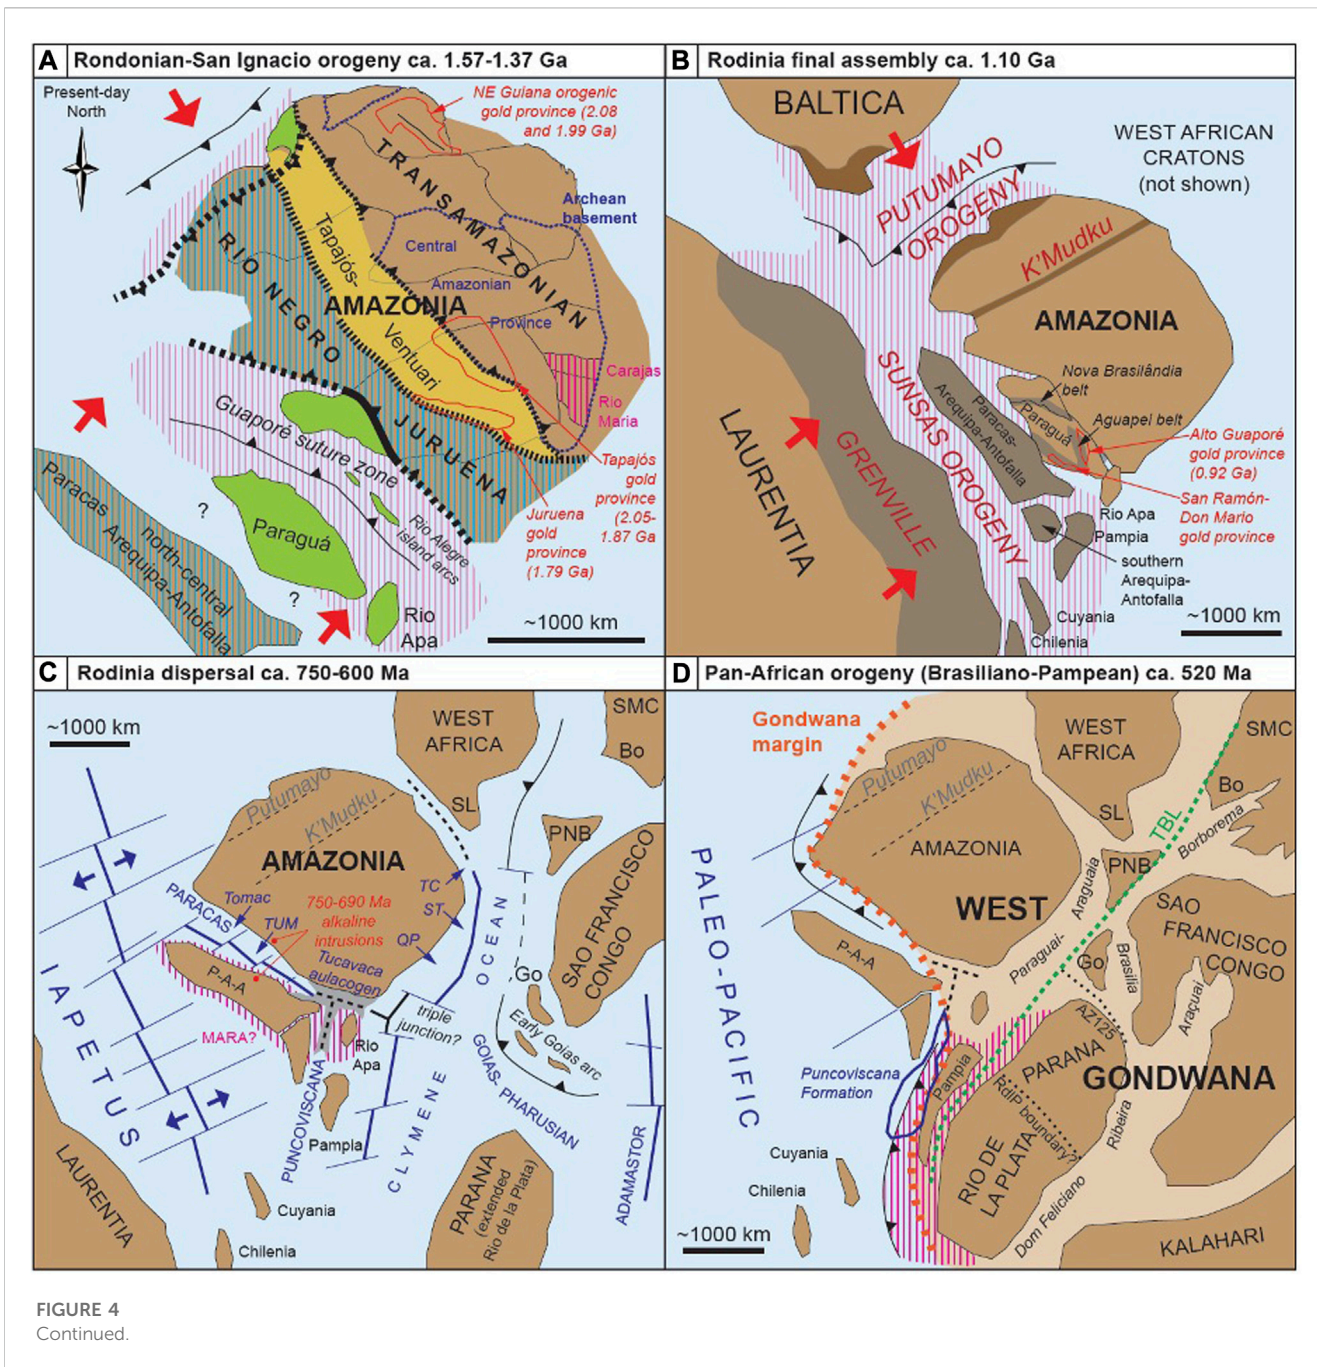 A Rondonian-San Ignacio orogeny ca. 1.57-1.37 Ga
Present-day
North
NE Guiana orogenic
gold province (2.08
and 1.99 Ga)
TRANSAMAZONIAN
Archean
basement
Central
Amazonian
Province
Tapajós-
Ventuari
AMAZONIA
RIO NEGRO
JURUENA
Carajas
Rio
Maria
Guaporé suture zone
Tapajós
gold
province
(2.05-
1.87 Ga
Juruena
gold
province
(1.79 Ga)
Rio Alegre
island arcs
Paraguá
?
?
Paracas north-central
Arequipa-Antofalla
Rio
Apa
~1000 km
B Rodinia final assembly ca. 1.10 Ga
BALTICA
WEST AFRICAN
CRATONS
(not shown)
PUTUMAYO
OROGENY
K'Mudku
AMAZONIA
SUNSAS OROGENY
Nova Brasilândia
belt
Aguapel belt
Paraguá
Paracas-
Arequipa-Antofalla
Alto Guaporé
gold province
(0.92 Ga)
San Ramón-
Don Mario
gold province
LAURENTIA
GRENVILLE
Rio Apa
Pampia
southern
Arequipa-
Antofalla
Cuyania
Chilenia
~1000 km
C Rodinia dispersal ca. 750-600 Ma
~1000 km
WEST
AFRICA
SMC
Bo
SL
PNB
Putumayo
K'Mudku
AMAZONIA
PARACAS
Tomac
TUM
750-690 Ma
alkaline
intrusions
Tucavaca
aulacogen
TC
ST
QP
P-A-A
MARA?
IAPETUS
LAURENTIA
PUNCOVISCANA
Rio
Apa
Pampia
triple
junction?
CLYMENE
OCEAN
GOIAS-PHARUSIAN
Go
Early Goias arc
SAO FRANCISCO
CONGO
ADAMASTOR
PARANA
(extended
Rio de la Plata)
Cuyania
Chilenia
D Pan-African orogeny (Brasiliano-Pampean) ca. 520 Ma
Gondwana
margin
WEST
AFRICA
SMC
Bo
SL
TBL
Borborema
PNB
Putumayo
K'Mudku
AMAZONIA
WEST
GONDWANA
PALEO-PACIFIC
P-A-A
Paraguai-
Araguaia
Go
Brasilia
SAO
FRANCISCO
CONGO
Araçuai
AZ125
PARANA
Pampia
Puncoviscana
Formation
RdlP boundary?
RIO DE
LA PLATA
Ribeira
Dom Feliciano
KALAHARI
Cuyania
Chilenia
~1000 km
FIGURE 4
Continued.